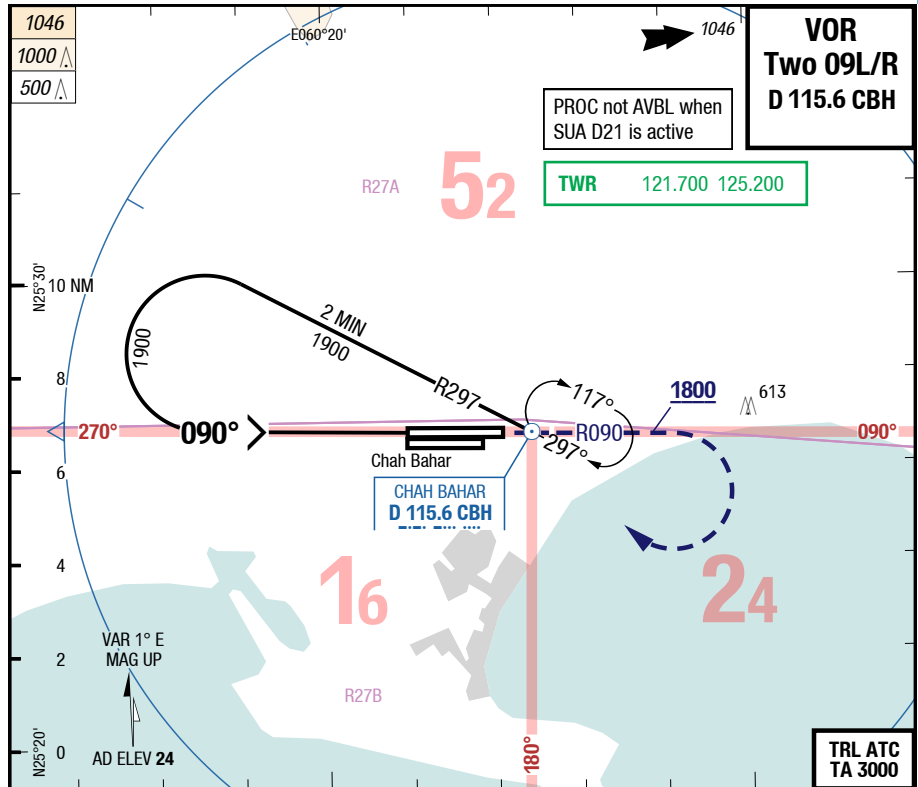 1046
1000
500
E060°20'
1046
VOR
Two 09L/R
D 115.6 CBH
PROC not AVBL when
SUA D21 is active
TWR 121.700 125.200
R27A
52
N25°30'
10 NM
2 MIN
1900
1900
R297
117°
1800
613
8
270°
090°
R090
090°
297°
Chah Bahar
6
CHAH BAHAR
D 115.6 CBH
4
16
24
VAR 1° E
MAG UP
2
R27B
180°
N25°20'
0
AD ELEV 24
TRL ATC
TA 3000